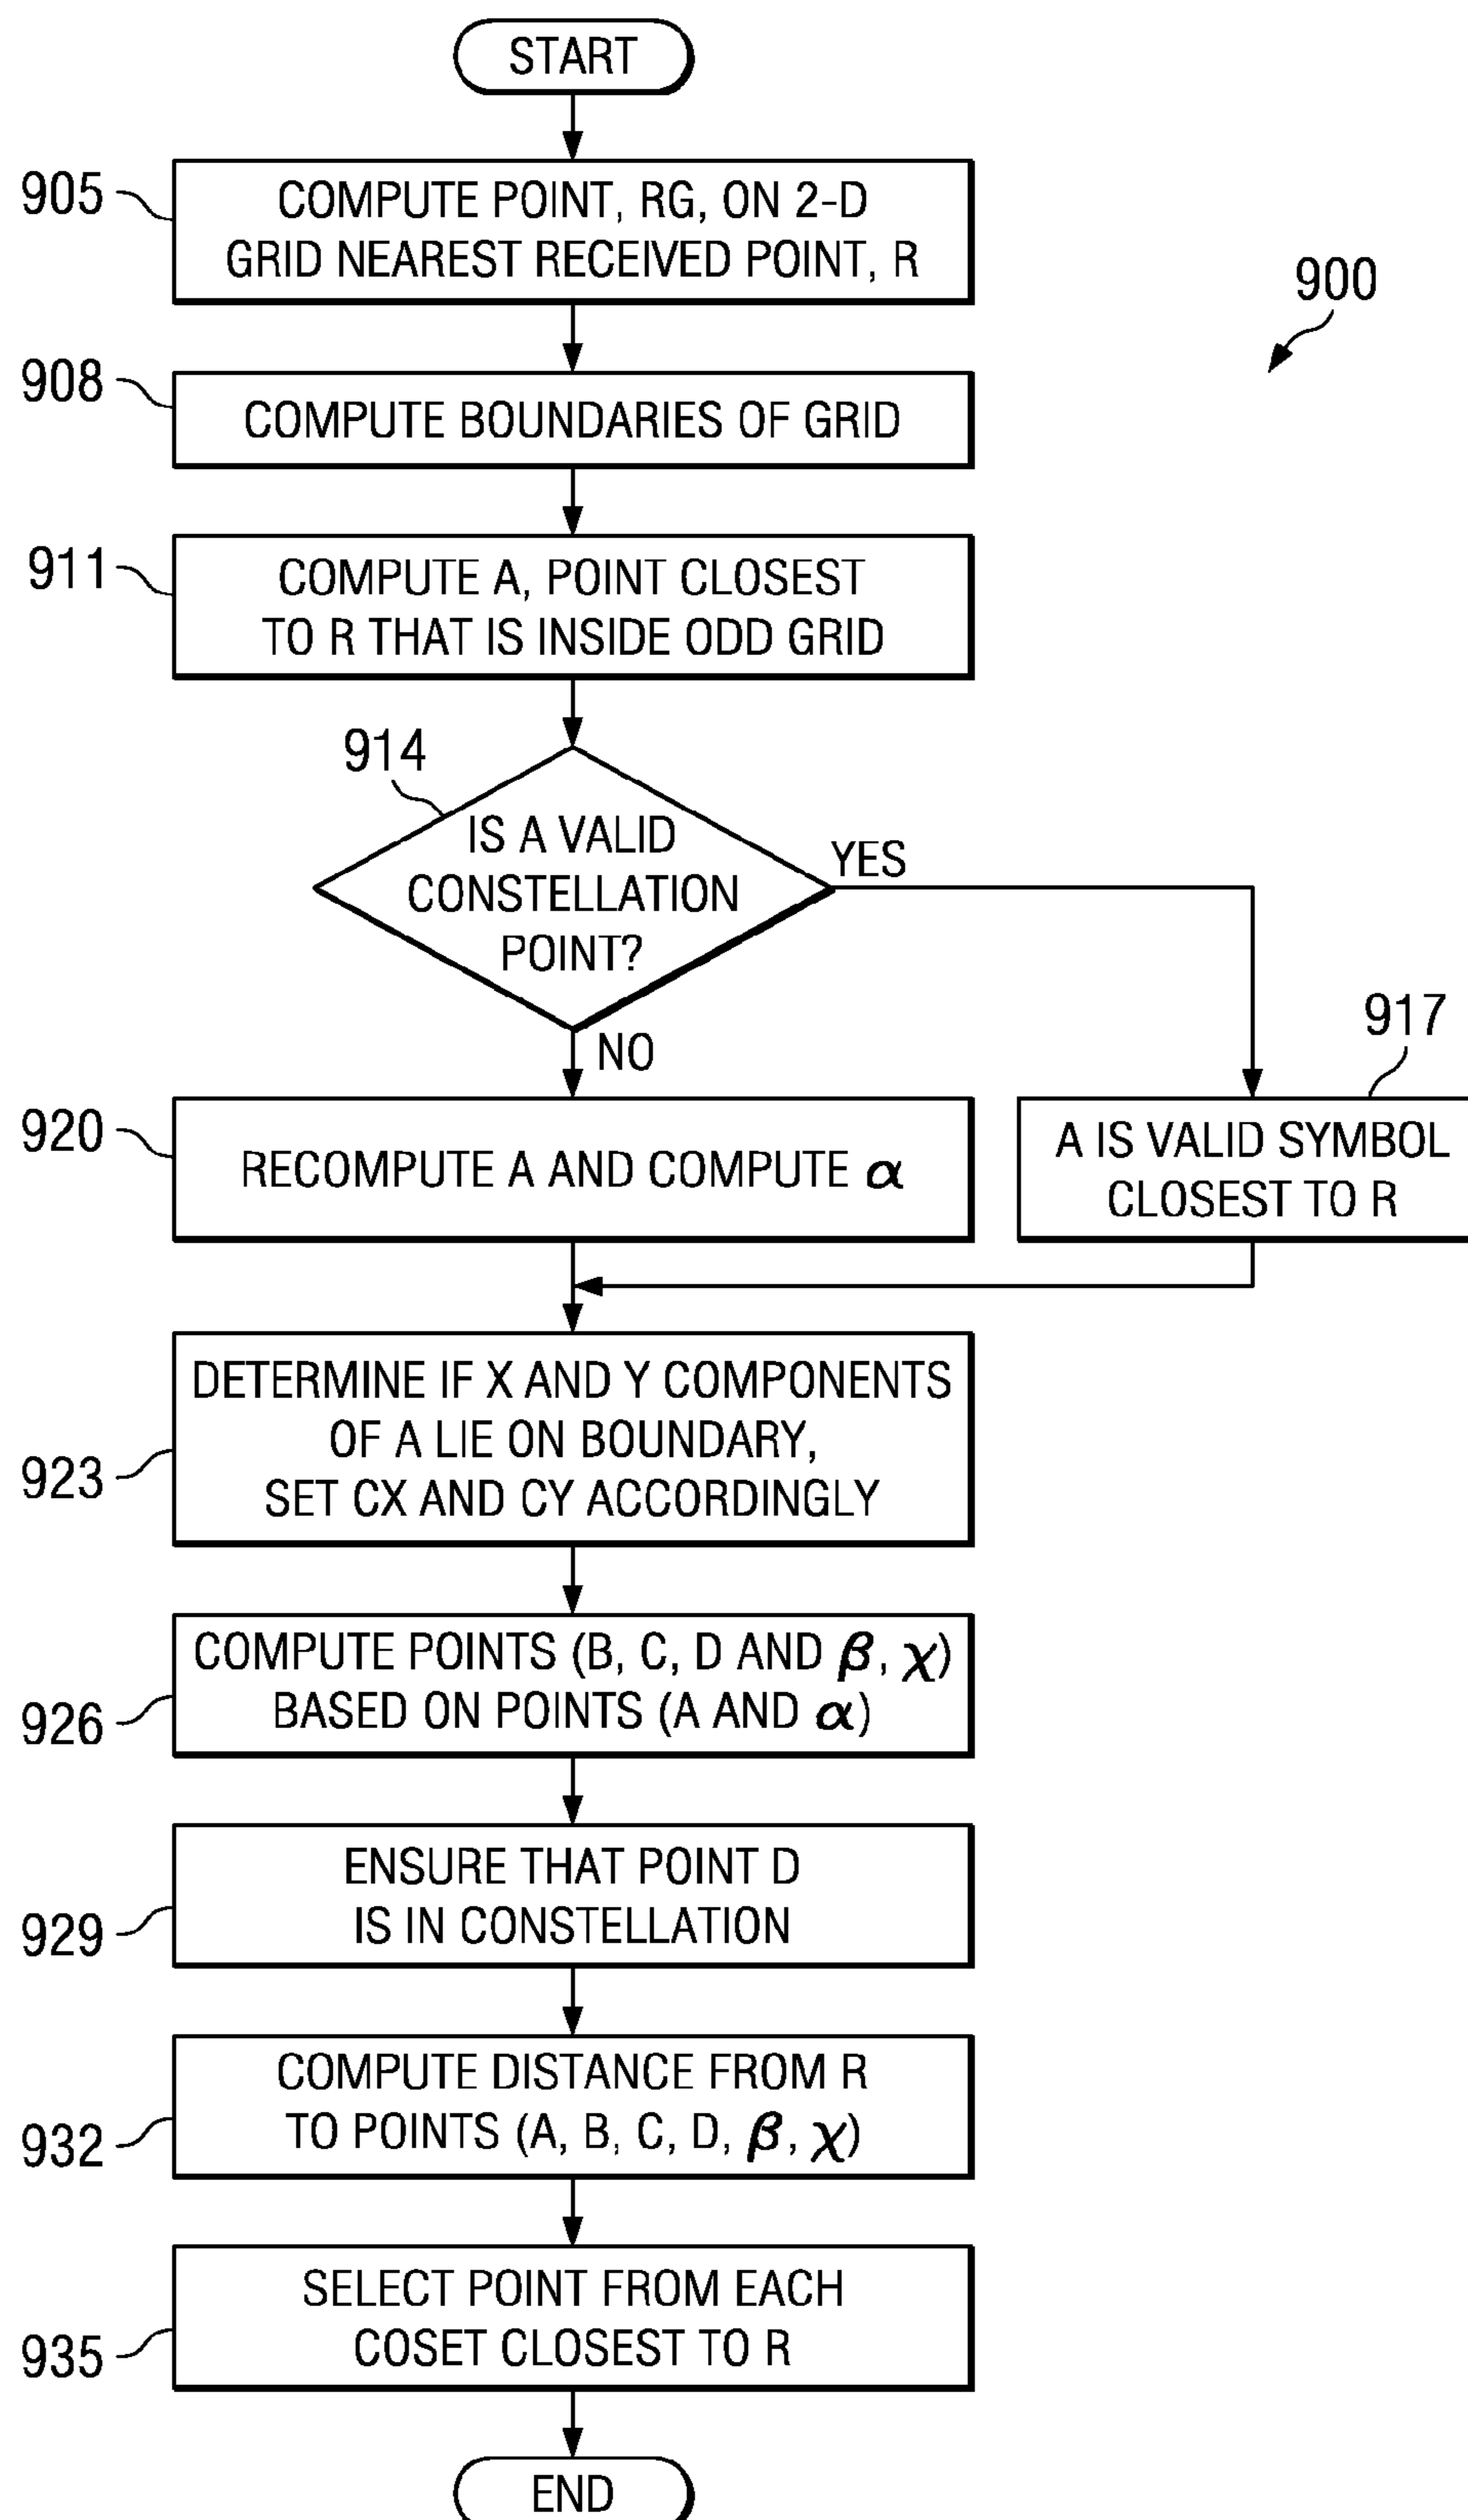 START
905
COMPUTE POINT, RG, ON 2-D
GRID NEAREST RECEIVED POINT, R
900
908
COMPUTE BOUNDARIES OF GRID
911
COMPUTE A, POINT CLOSEST
TO R THAT IS INSIDE ODD GRID
914
IS A VALID
CONSTELLATION
POINT?
YES
NO
917
A IS VALID SYMBOL
CLOSEST TO R
920
RECOMPUTE A AND COMPUTE α
923
DETERMINE IF X AND Y COMPONENTS
OF A LIE ON BOUNDARY,
SET CX AND CY ACCORDINGLY
926
COMPUTE POINTS (B, C, D AND β, χ)
BASED ON POINTS (A AND α)
929
ENSURE THAT POINT D
IS IN CONSTELLATION
932
COMPUTE DISTANCE FROM R
TO POINTS (A, B, C, D, β, χ)
935
SELECT POINT FROM EACH
COSET CLOSEST TO R
END